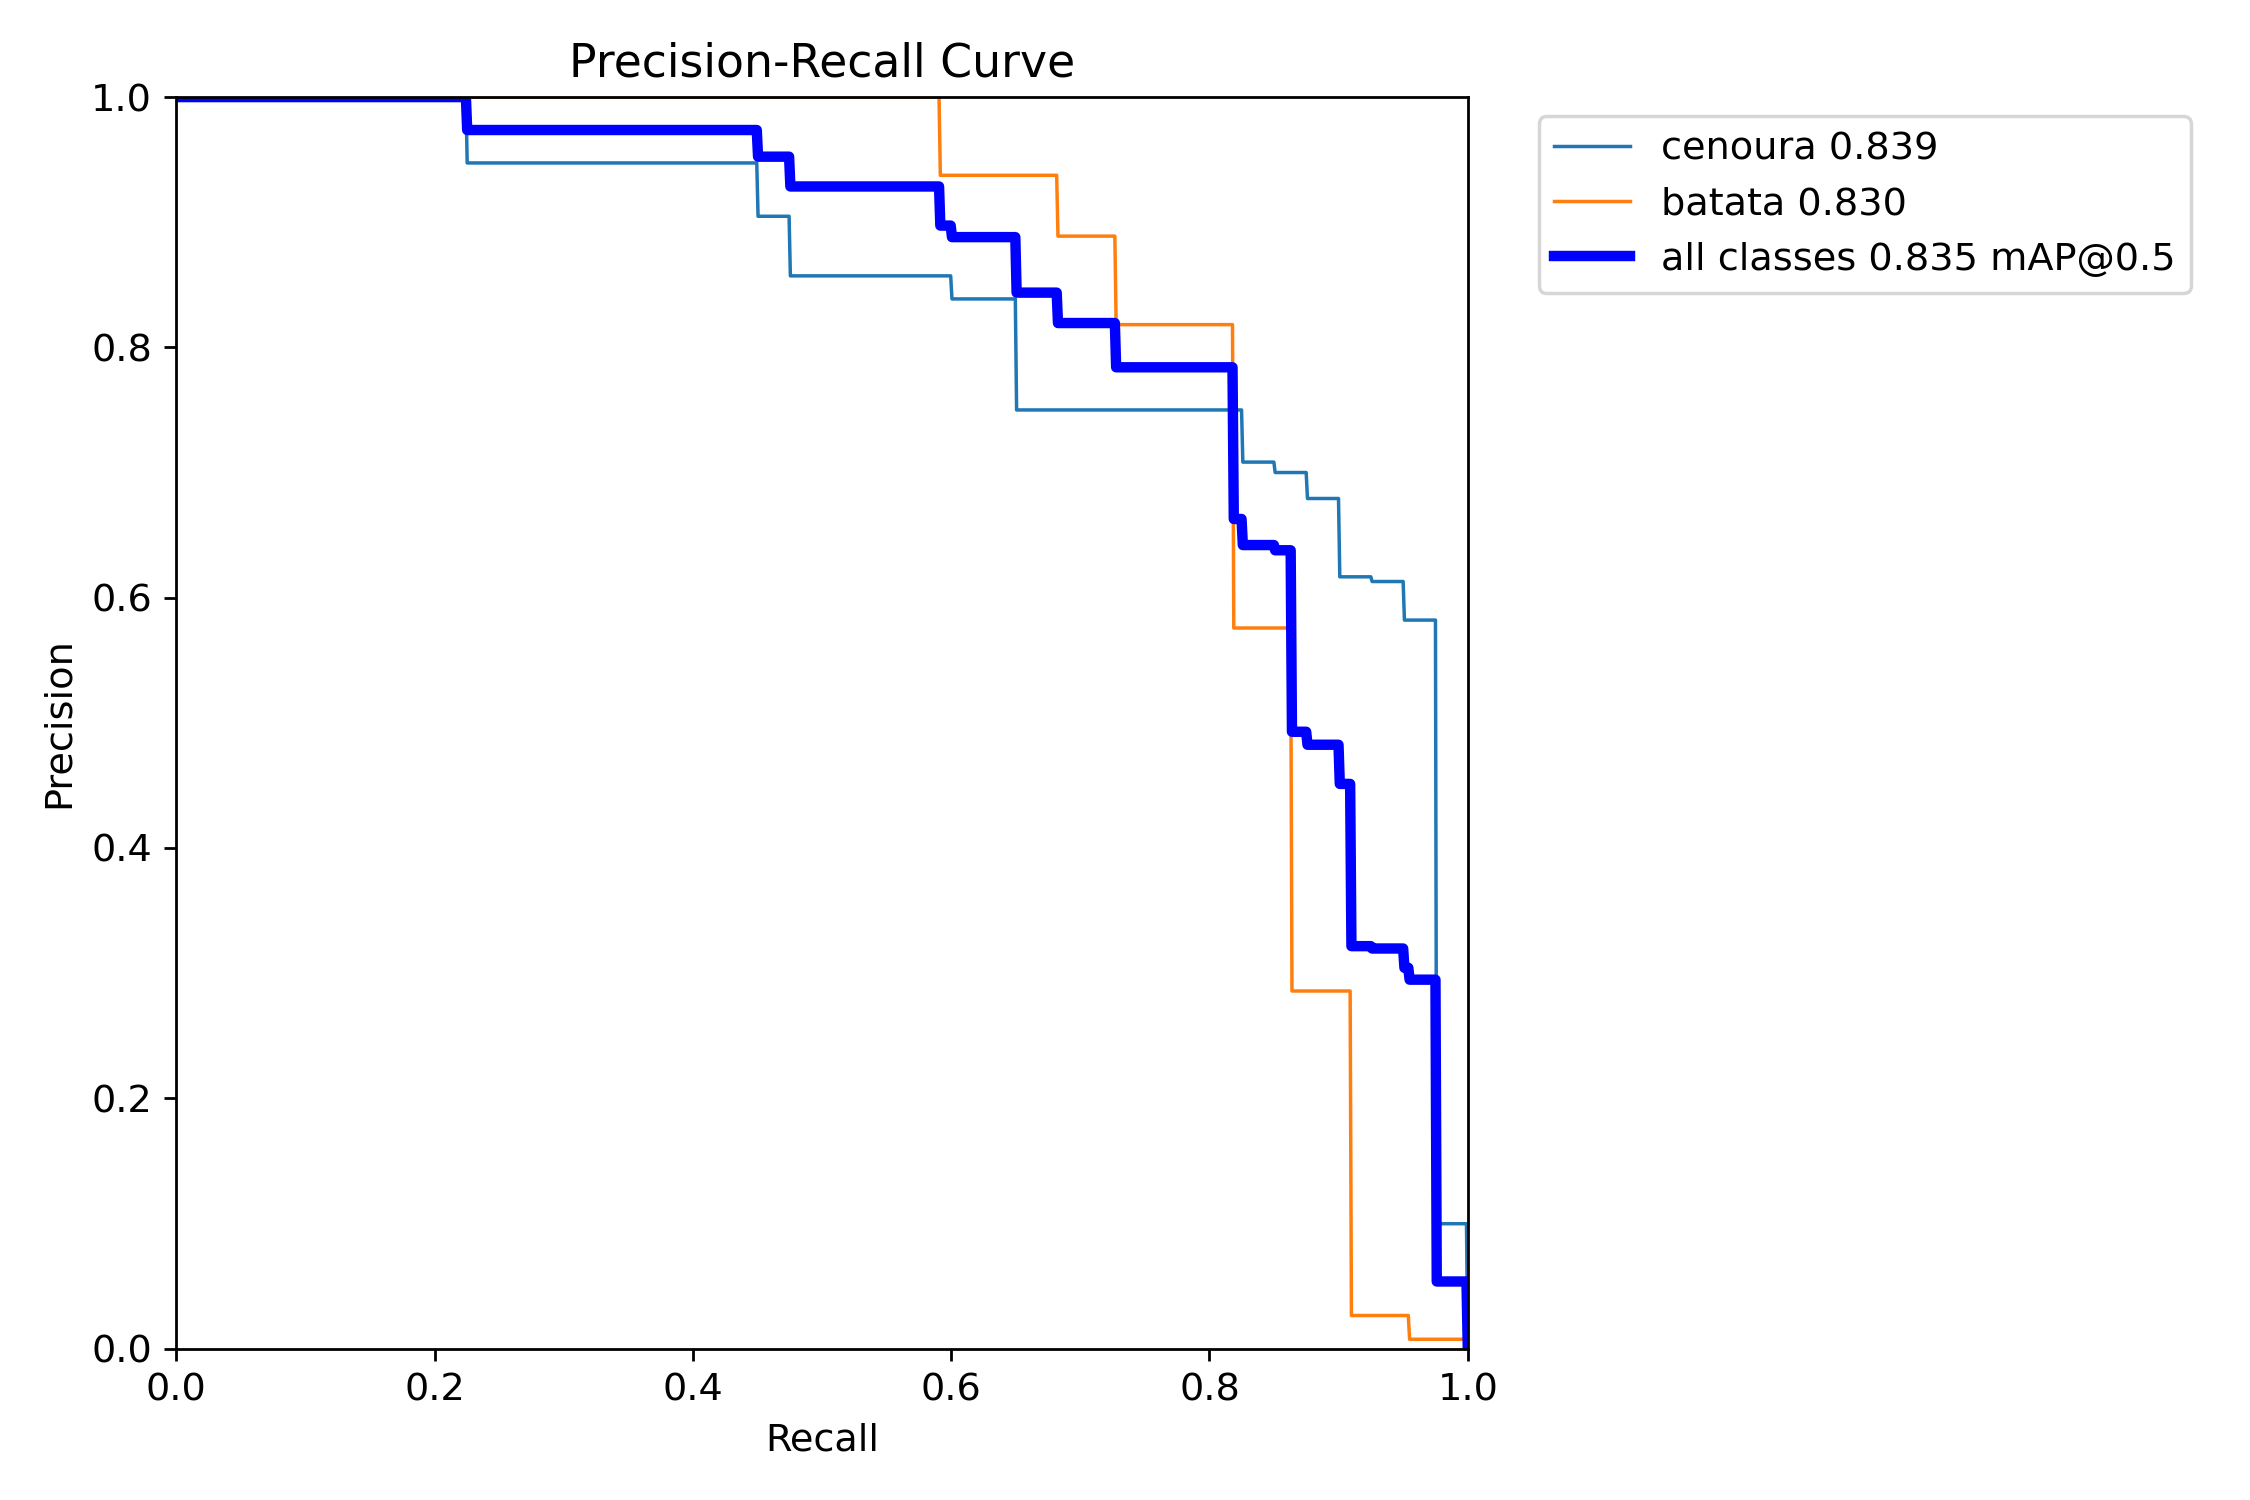 Precision-Recall Curve
1.0
0.8
0.6
0.4
0.2
0.0
Precision
0.0 0.2 0.4 0.6 0.8 1.0
Recall
cenoura 0.839
batata 0.830
all classes 0.835 mAP@0.5